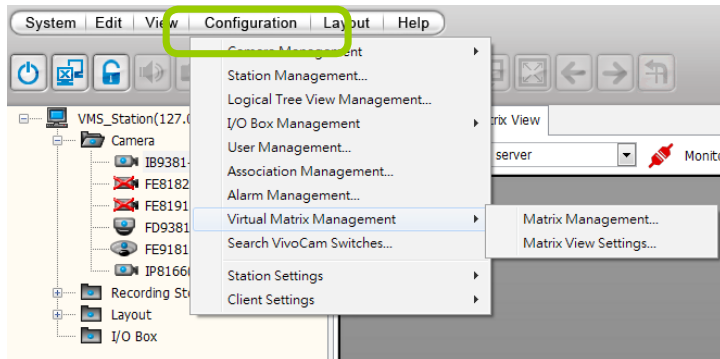 System Edit View Configuration Layout Help
Camera Management
Station Management...
Logical Tree View Management...
I/O Box Management
User Management...
Association Management...
Alarm Management...
Virtual Matrix Management
Search VivoCam Switches...
Station Settings
Client Settings
Matrix Management...
Matrix View Settings...
VMS_Station(127.0
Camera
IB9381-
FE8182
FE8191
FD9381
FE9181
IP8166
Recording St
Layout
I/O Box
trix View
server
Monito